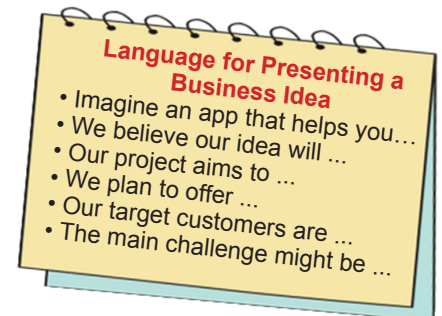 Language for Presenting a
Business Idea
• Imagine an app that helps you…
• We believe our idea will ...
• Our project aims to ...
• We plan to offer ...
• Our target customers are ...
• The main challenge might be ...